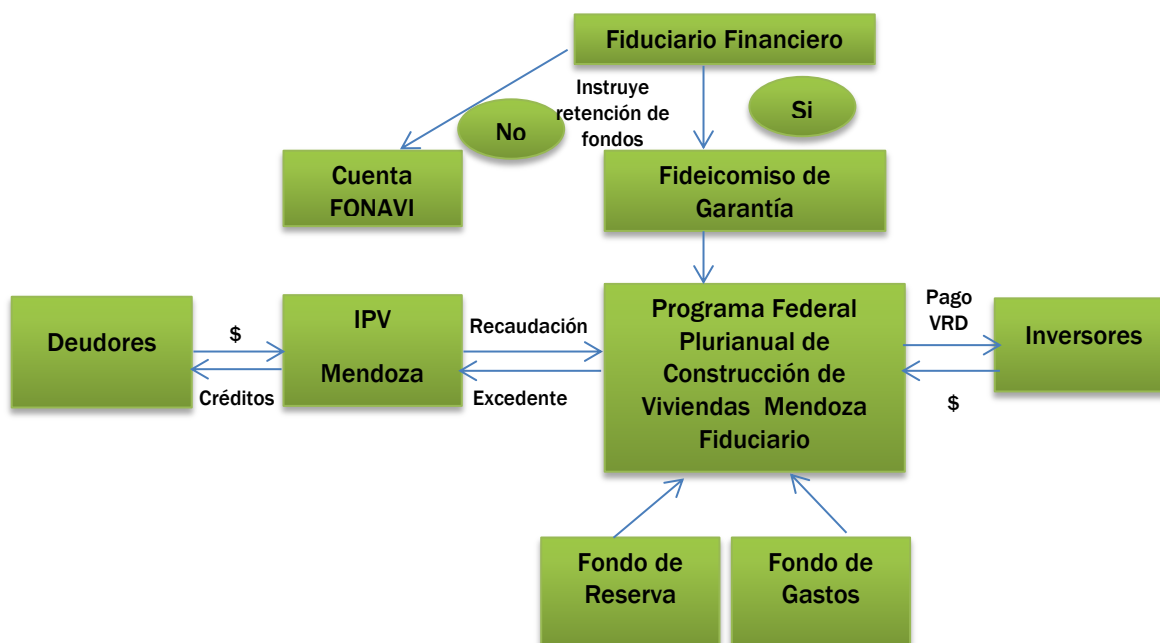 Fiduciario Financiero
Instruye
retención de
fondos
No
Si
Cuenta
FONAVI
Fideicomiso de
Garantía
Deudores
$
Créditos
IPV
Mendoza
Recaudación
Excedente
Programa Federal
Plurianual de
Construcción de
Viviendas Mendoza
Fiduciario
Pago
VRD
$
Inversores
Fondo de
Reserva
Fondo de
Gastos